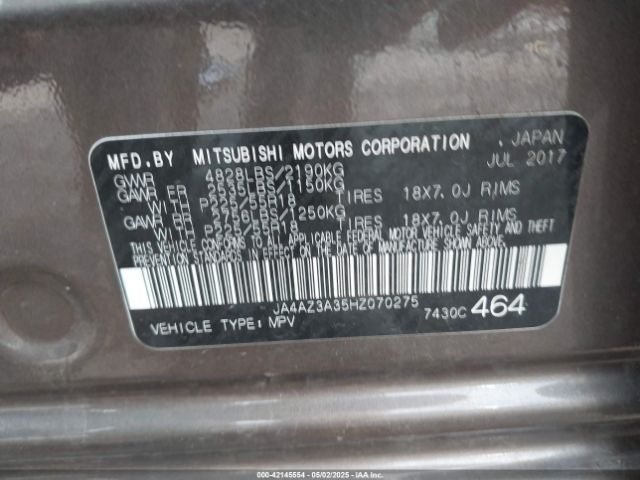 MFD.BY MITSUBISHI MOTORS CORPORATION , JAPAN
JUL 2017
GVWR 4828LBS/2190KG
GAWR FR 2535LBS/1150KG
WITH P225/55R18 TIRES 18X7.0J RIMS
GAWR RR 2756LBS/1250KG
WITH P225/55R18 TIRES 18X7.0J RIMS
THIS VEHICLE CONFORMS TO ALL APPLICABLE FEDERAL MOTOR VEHICLE SAFETY AND THEFT
PREVENTION STANDARDS IN EFFECT ON THE DATE OF MANUFACTURE SHOWN ABOVE.
JA4AZ3A35HZ070275
VEHICLE TYPE: MPV 7430C 464
000-42145554 - 05/02/2025 - IAAI.COM